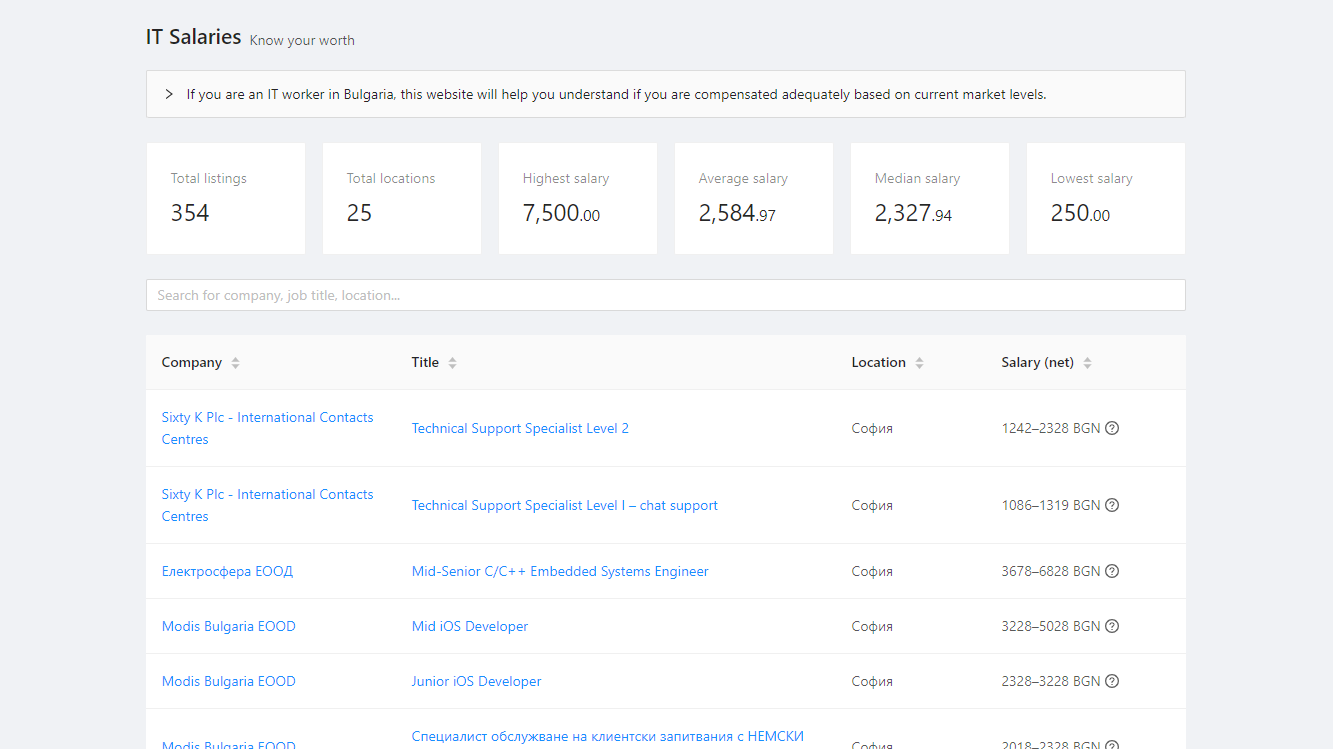 IT Salaries Know your worth
If you are an IT worker in Bulgaria, this website will help you understand if you are compensated adequately based on current market levels.
Total listings
354
Total locations
25
Highest salary
7,500.00
Average salary
2,584.97
Median salary
2,327.94
Lowest salary
250.00
Search for company, job title, location...
Company Title Location Salary (net)
Sixty K Plc - International Contacts
Centres
Technical Support Specialist Level 2
София
1242–2328 BGN
Sixty K Plc - International Contacts
Centres
Technical Support Specialist Level I – chat support
София
1086–1319 BGN
Електросфера ЕООД
Mid-Senior C/C++ Embedded Systems Engineer
София
3678–6828 BGN
Modis Bulgaria EOOD
Mid iOS Developer
София
3228–5028 BGN
Modis Bulgaria EOOD
Junior iOS Developer
София
2328–3228 BGN
Специалист обслужване на клиентски запитвания с НЕМСКИ
Modis Bulgaria EOOD
София
2018–2328 BGN